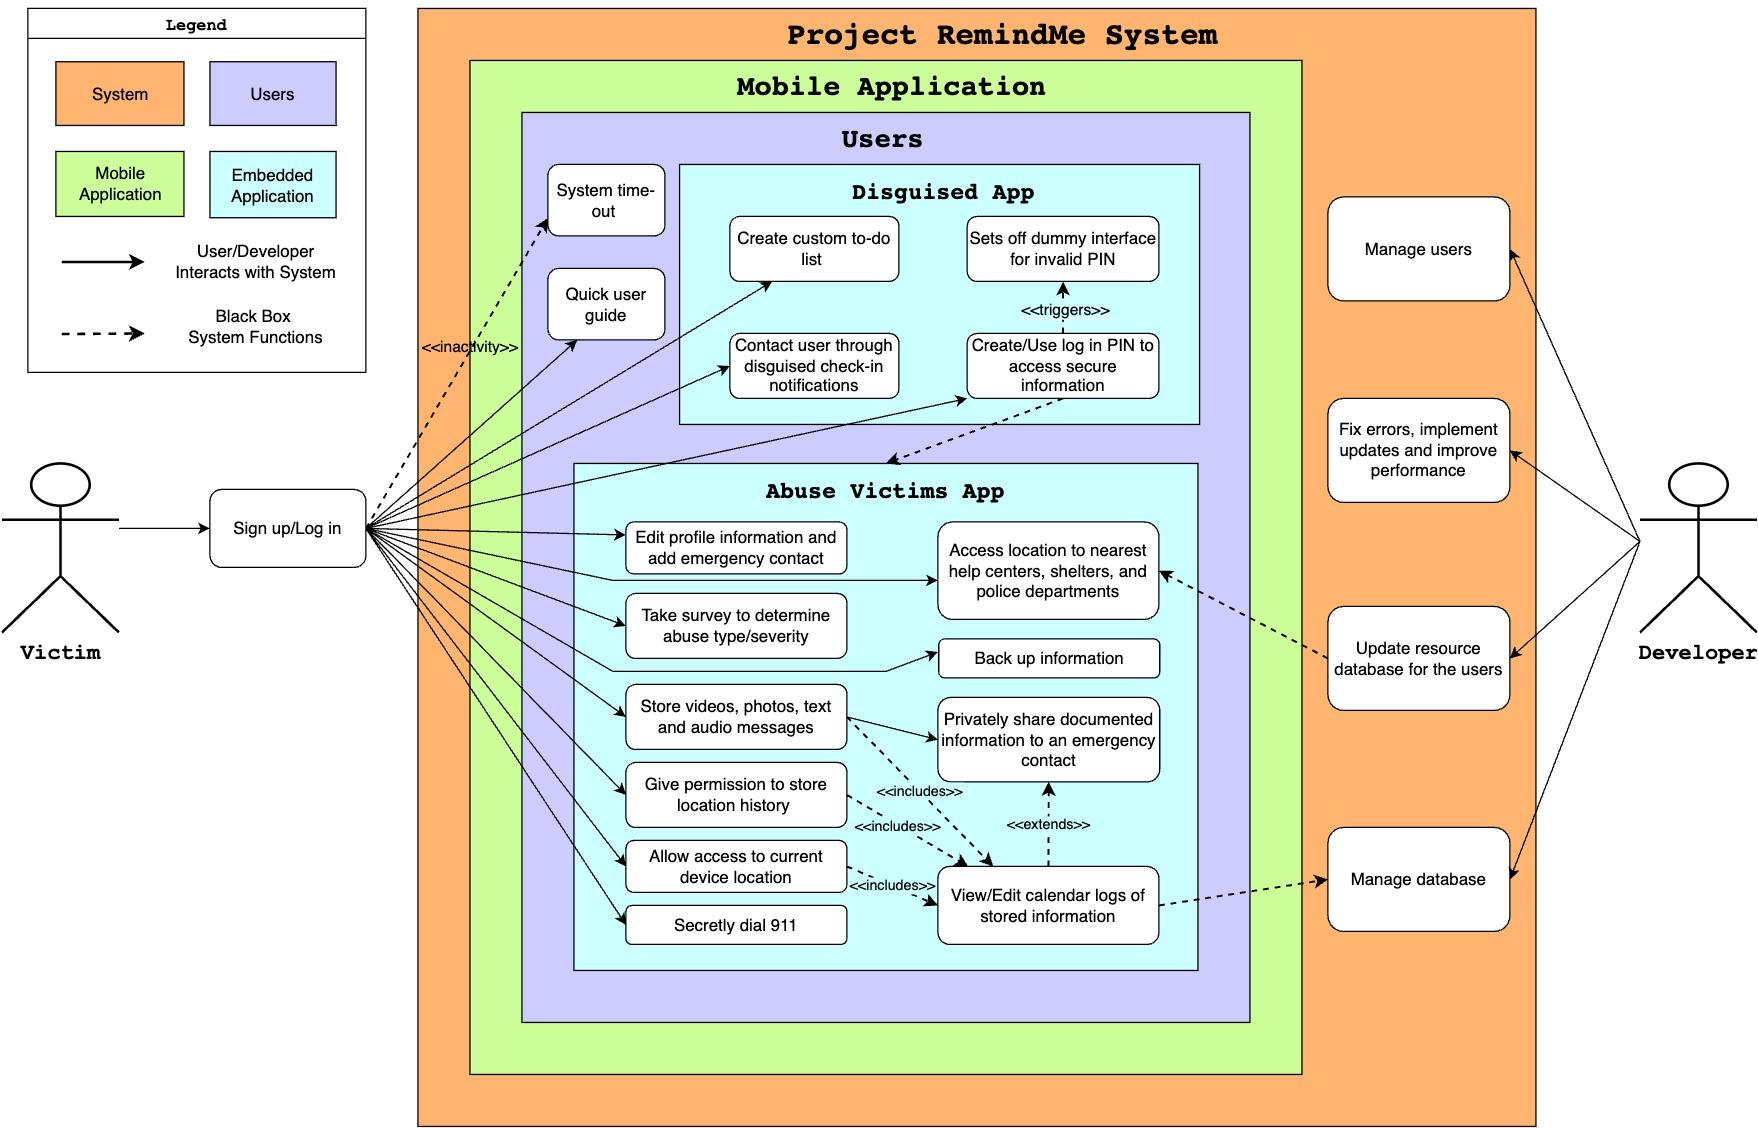 Legend
System
Users
Mobile
Application
Embedded
Application
User/Developer
Interacts with System
Black Box
System Functions
Project RemindMe System
Mobile Application
Users
System time-
out
Quick user
guide
<<inactivity>>
Disguised App
Create custom to-do
list
Sets off dummy interface
for invalid PIN
<<triggers>>
Contact user through
disguised check-in
notifications
Create/Use log in PIN to
access secure
information
Victim
Sign up/Log in
Abuse Victims App
Edit profile information and
add emergency contact
Access location to nearest
help centers, shelters, and
police departments
Take survey to determine
abuse type/severity
Back up information
Store videos, photos, text
and audio messages
Privately share documented
information to an emergency
contact
Give permission to store
location history
<<includes>>
<<includes>>
<<extends>>
Allow access to current
device location
<<includes>>
View/Edit calendar logs of
stored information
Secretly dial 911
Manage users
Fix errors, implement
updates and improve
performance
Update resource
database for the users
Manage database
Developer